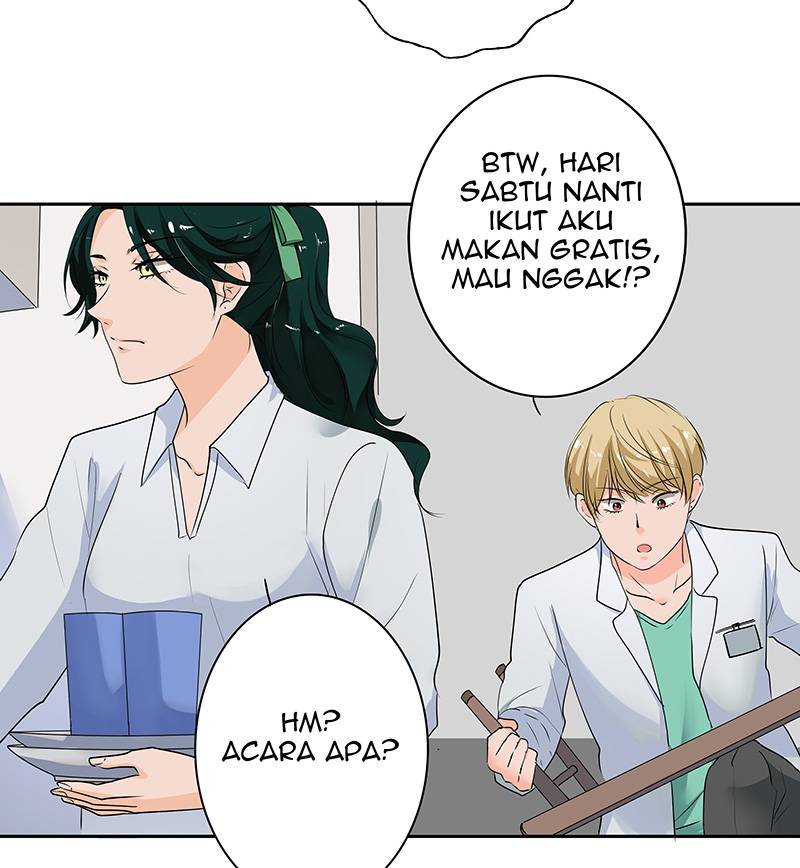 BTW, HARI
SABTU NANTI
IKUT AKU
MAKAN GRATIS,
MAU NGGAK!?
HM?
ACARA APA?